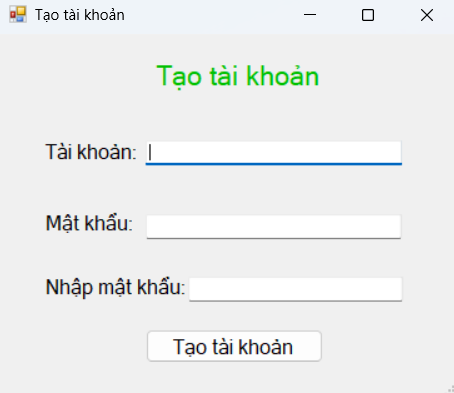 Tạo tài khoản
Tạo tài khoản
Tài khoản:
Mật khẩu:
Nhập mật khẩu:
Tạo tài khoản